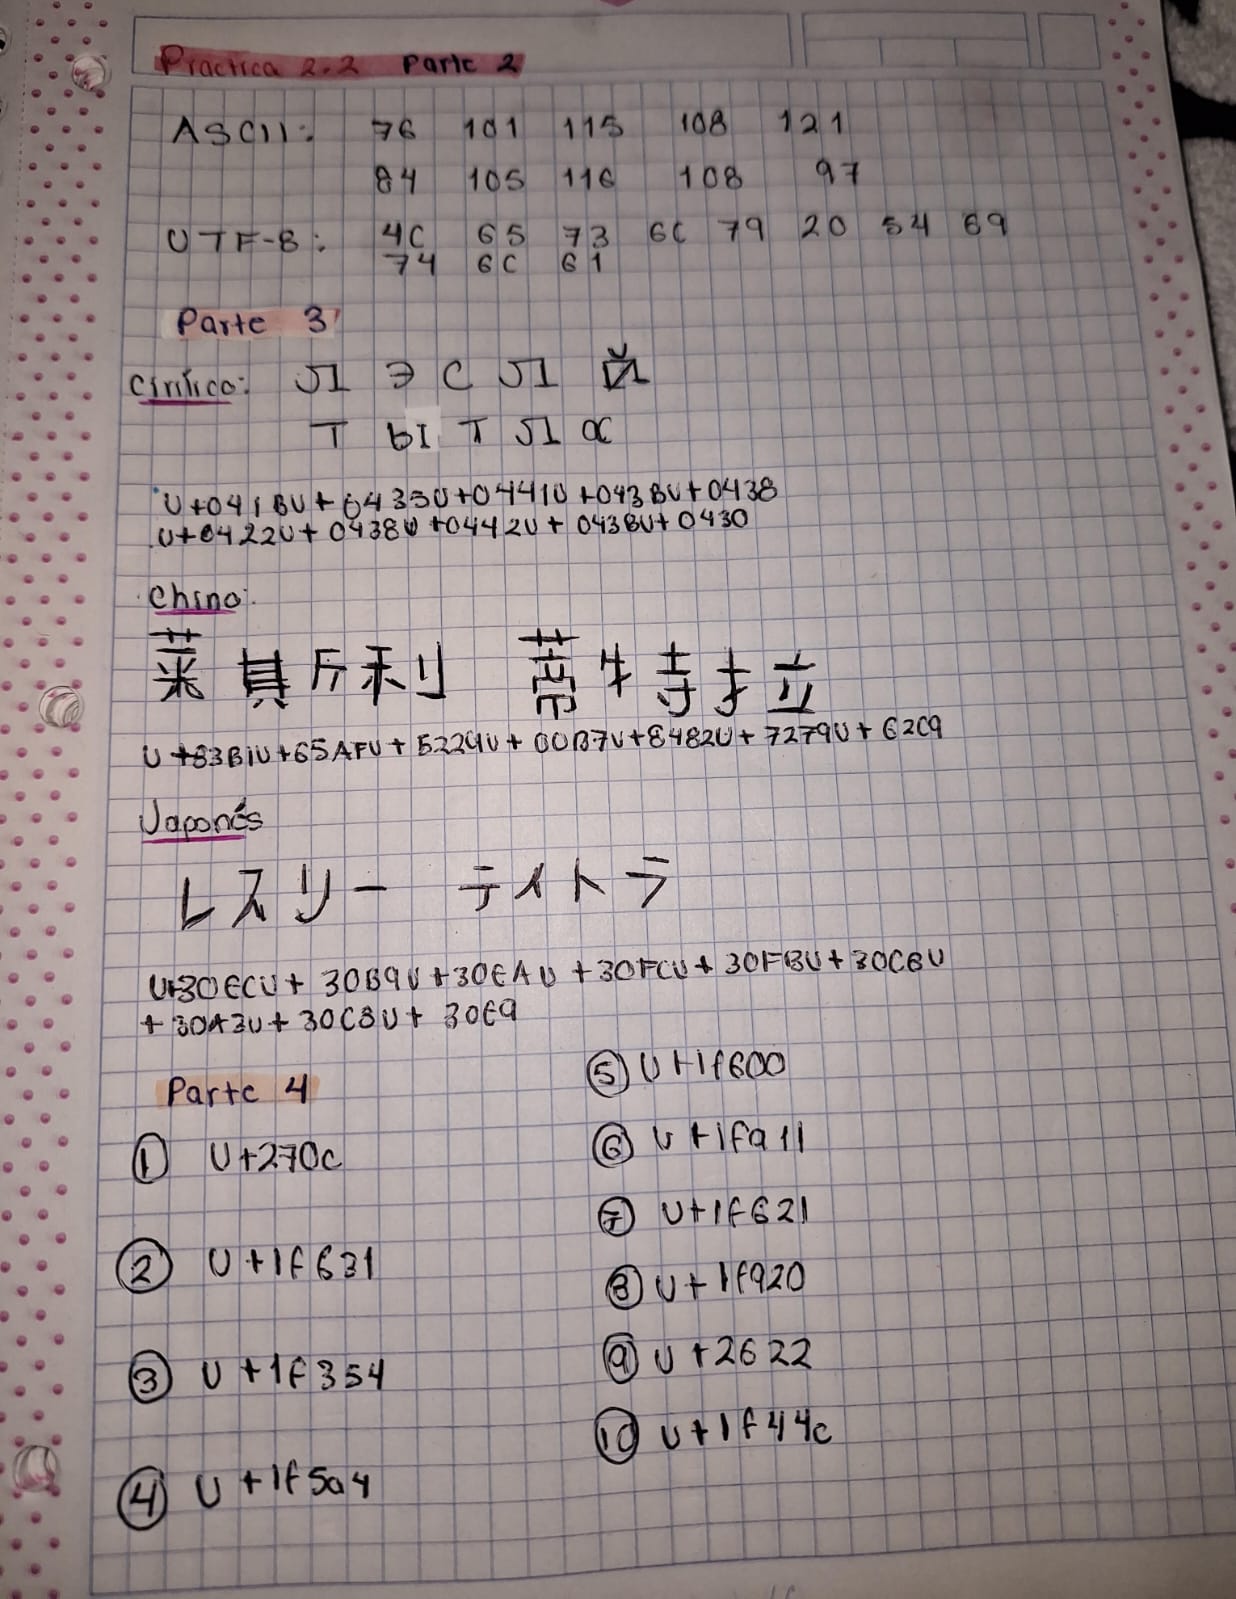 Practica 2.2 Parte 2
ASCII: 76 101 115 108 121
84 105 116 108 97
UTF-8: 4C 65 73 6C 79 20 54 69
74 6C 61
Parte 3
Cirílico: Л Э С Л Й
Т Ы Т Л а
U+041BU+0435U+0441U+043BU+0438
U+0422U+0438U+0442U+043BU+0430
Chino:
莱其斤利 蒂牛寺扌立
U+83B1U+65AFU+5229U+00B7U+8482U+7279U+62C9
Japonés
レスリー テイトラ
U+30ECU+30B9U+30EAU+30FCU+30FBU+30C6U
+30A3U+30C8U+30E9
Parte 4
① U+270c
② U+1f631
③ U+1f354
④ U+1f5a4
⑤ U+1f600
⑥ U+1fa11
⑦ U+1f621
⑧ U+1f920
⑨ U+2622
⑩ U+1f44c